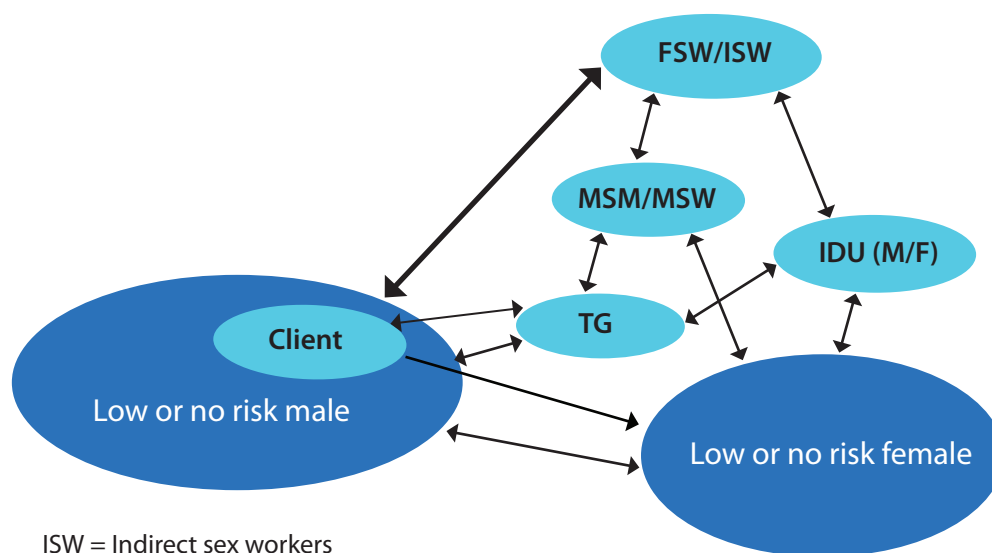 FSW/ISW
MSM/MSW
IDU (M/F)
TG
Client
Low or no risk male
Low or no risk female
ISW = Indirect sex workers